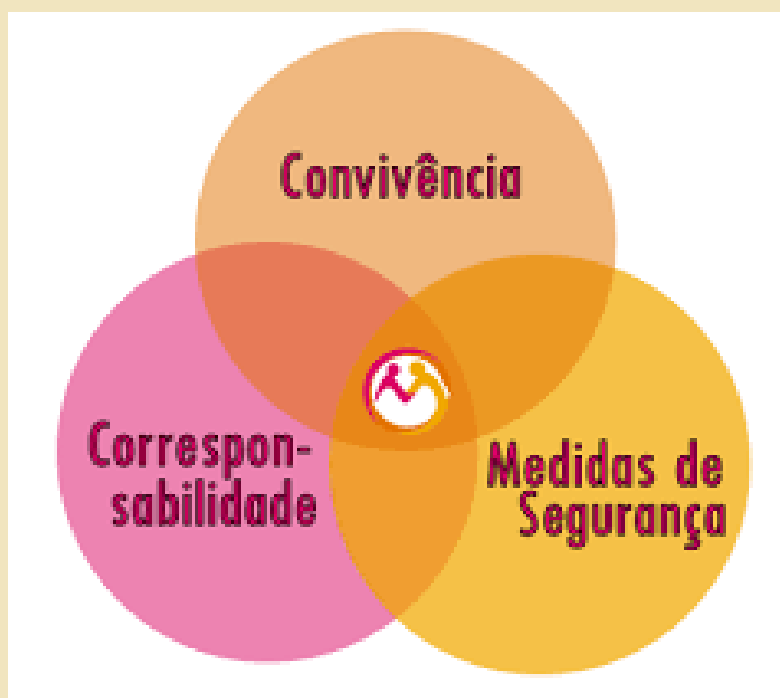 Convivência
Correspon-
sabilidade
Medidas de
Segurança